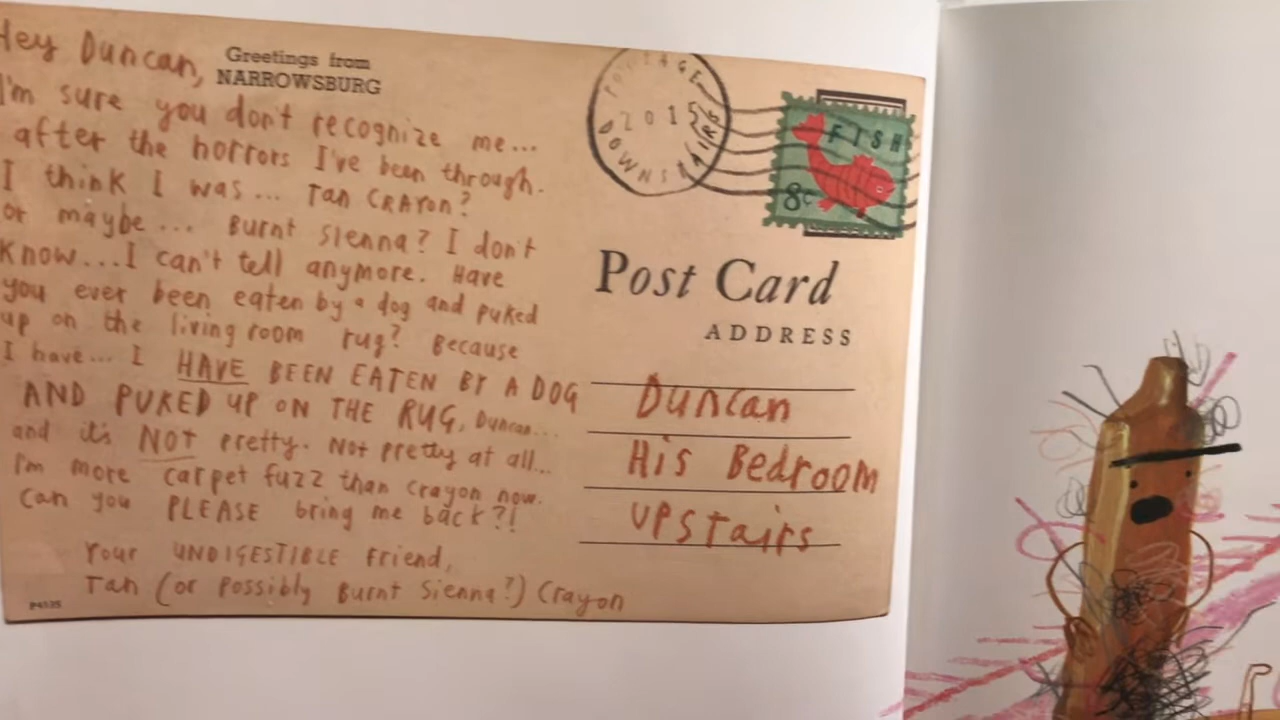 Hey Duncan,
Greetings from
NARROWSBURG
I'm sure you don't recognize me...
after the horrors I've been through.
I think I was... Tan CRAYon?
or maybe... Burnt Sienna? I don't
Know...I can't tell anymore. Have
you ever been eaten by a dog and puked
up on the living room rug? Because
I have... I HAVE BEEN EATEN BY A DOG
AND PUKED UP ON THE RUG, Duncan...
and it's NOT pretty. Not pretty at all...
I'm more carpet fuzz than crayon now.
Can you PLEASE bring me back?!
Your UNDIGESTIBLE Friend,
Tan (or possibly Burnt Sienna?) Crayon
P4535
POSTAGE
2015
DOWNSTAIRS
FISH
8c
Post Card
ADDRESS
Duncan
His Bedroom
UPStairs